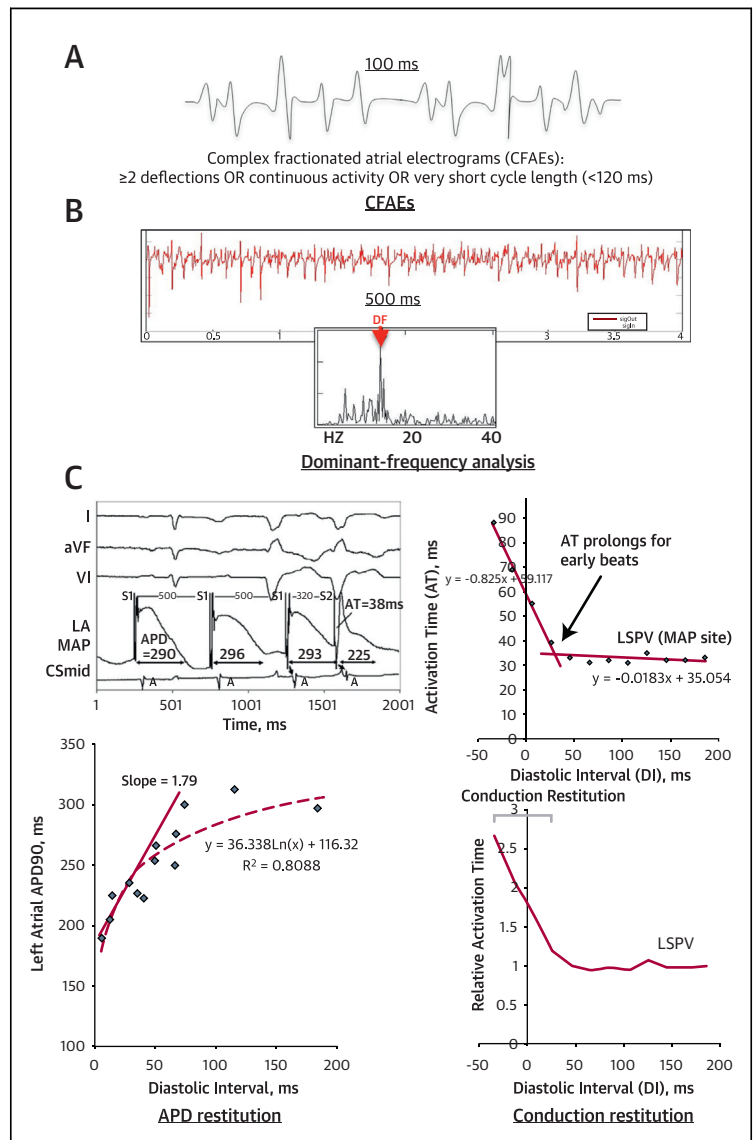 A
100 ms
Complex fractionated atrial electrograms (CFAEs):
≥2 deflections OR continuous activity OR very short cycle length (<120 ms)
CFAEs
B
500 ms
0 0.5 1 3 3.5 4
sigOut
sigIn
DF
HZ 20 40
Dominant-frequency analysis
C
I
aVF
VI
S1 500 S1 500 S1 -320- S2
AT=38ms
LA
MAP
APD
=290 296 293 225
CSmid
A A A A
1 501 1001 1501 2001
Time, ms
Activation Time (AT), ms
90
80
70
60
50
40
30
20
10
0
AT prolongs for
early beats
y = -0.825x + 59.117
LSPV (MAP site)
y = -0.0183x + 35.054
-50 0 50 100 150 200
Diastolic Interval (DI), ms
Left Atrial APD90, ms
350
300
250
200
150
100
Slope = 1.79
y = 36.338Ln(x) + 116.32
R² = 0.8088
0 50 100 150 200
Diastolic Interval, ms
APD restitution
Conduction Restitution
Relative Activation Time
3
2.5
2
1.5
1
0.5
0
LSPV
-50 0 50 100 150 200
Diastolic Interval (DI), ms
Conduction restitution